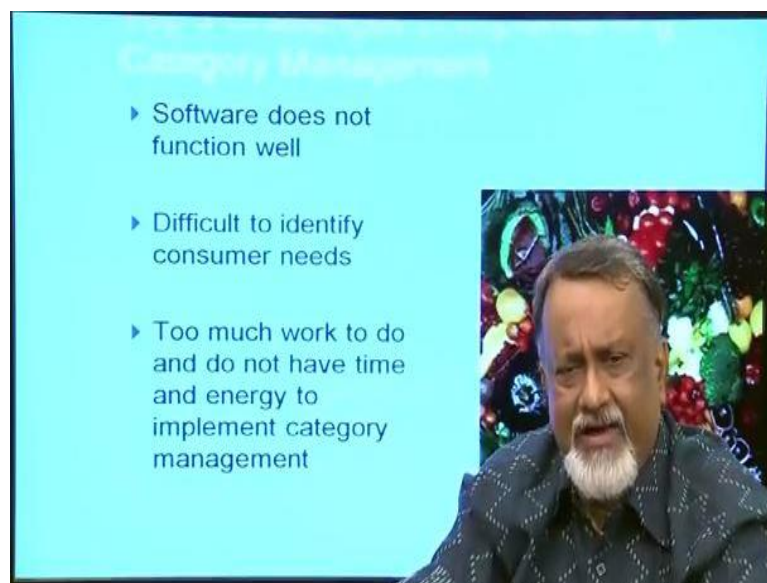 Category Management
Software does not
function well
Difficult to identify
consumer needs
Too much work to do
and do not have time
and energy to
implement category
management